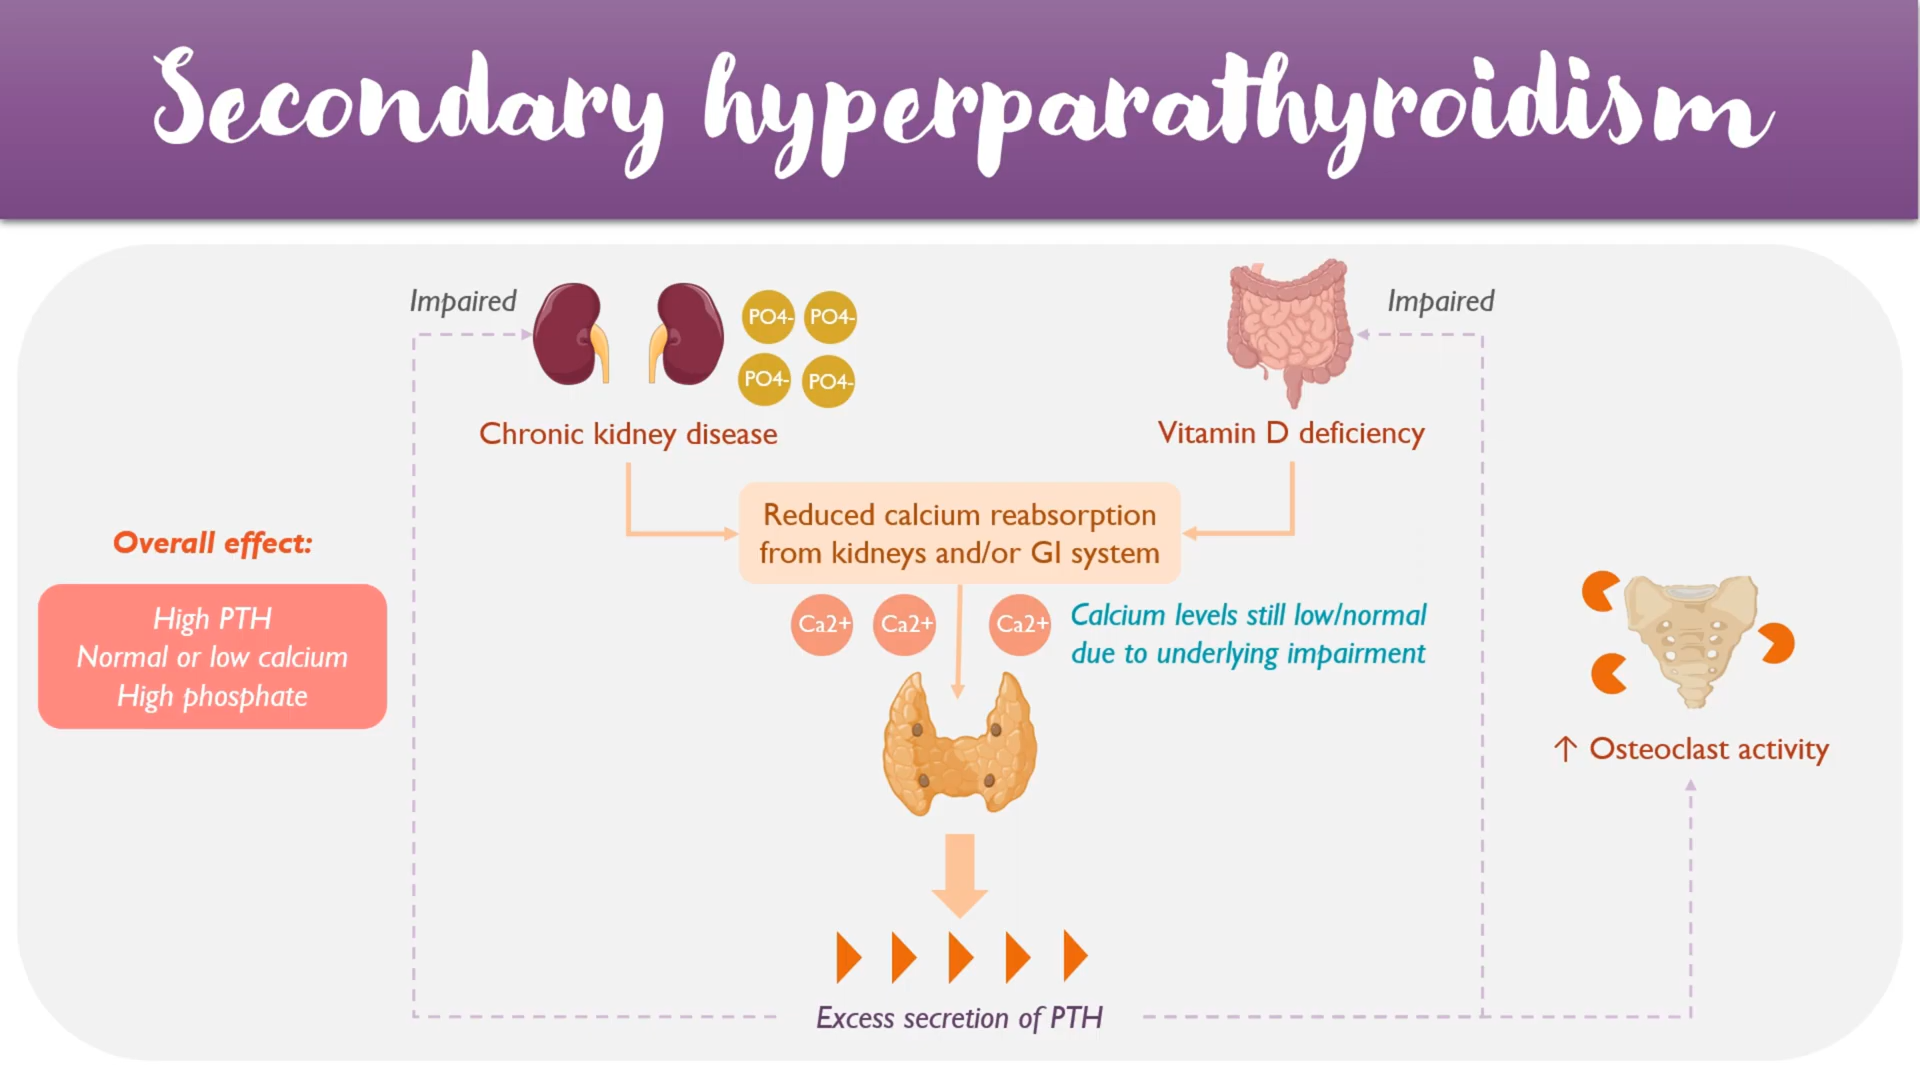 Secondary hyperparathyroidism
Impaired
PO4- PO4-
PO4- PO4-
Impaired
Chronic kidney disease
Vitamin D deficiency
Reduced calcium reabsorption
from kidneys and/or GI system
Overall effect:
High PTH
Normal or low calcium
High phosphate
Ca2+ Ca2+ Ca2+
Calcium levels still low/normal
due to underlying impairment
↑ Osteoclast activity
Excess secretion of PTH